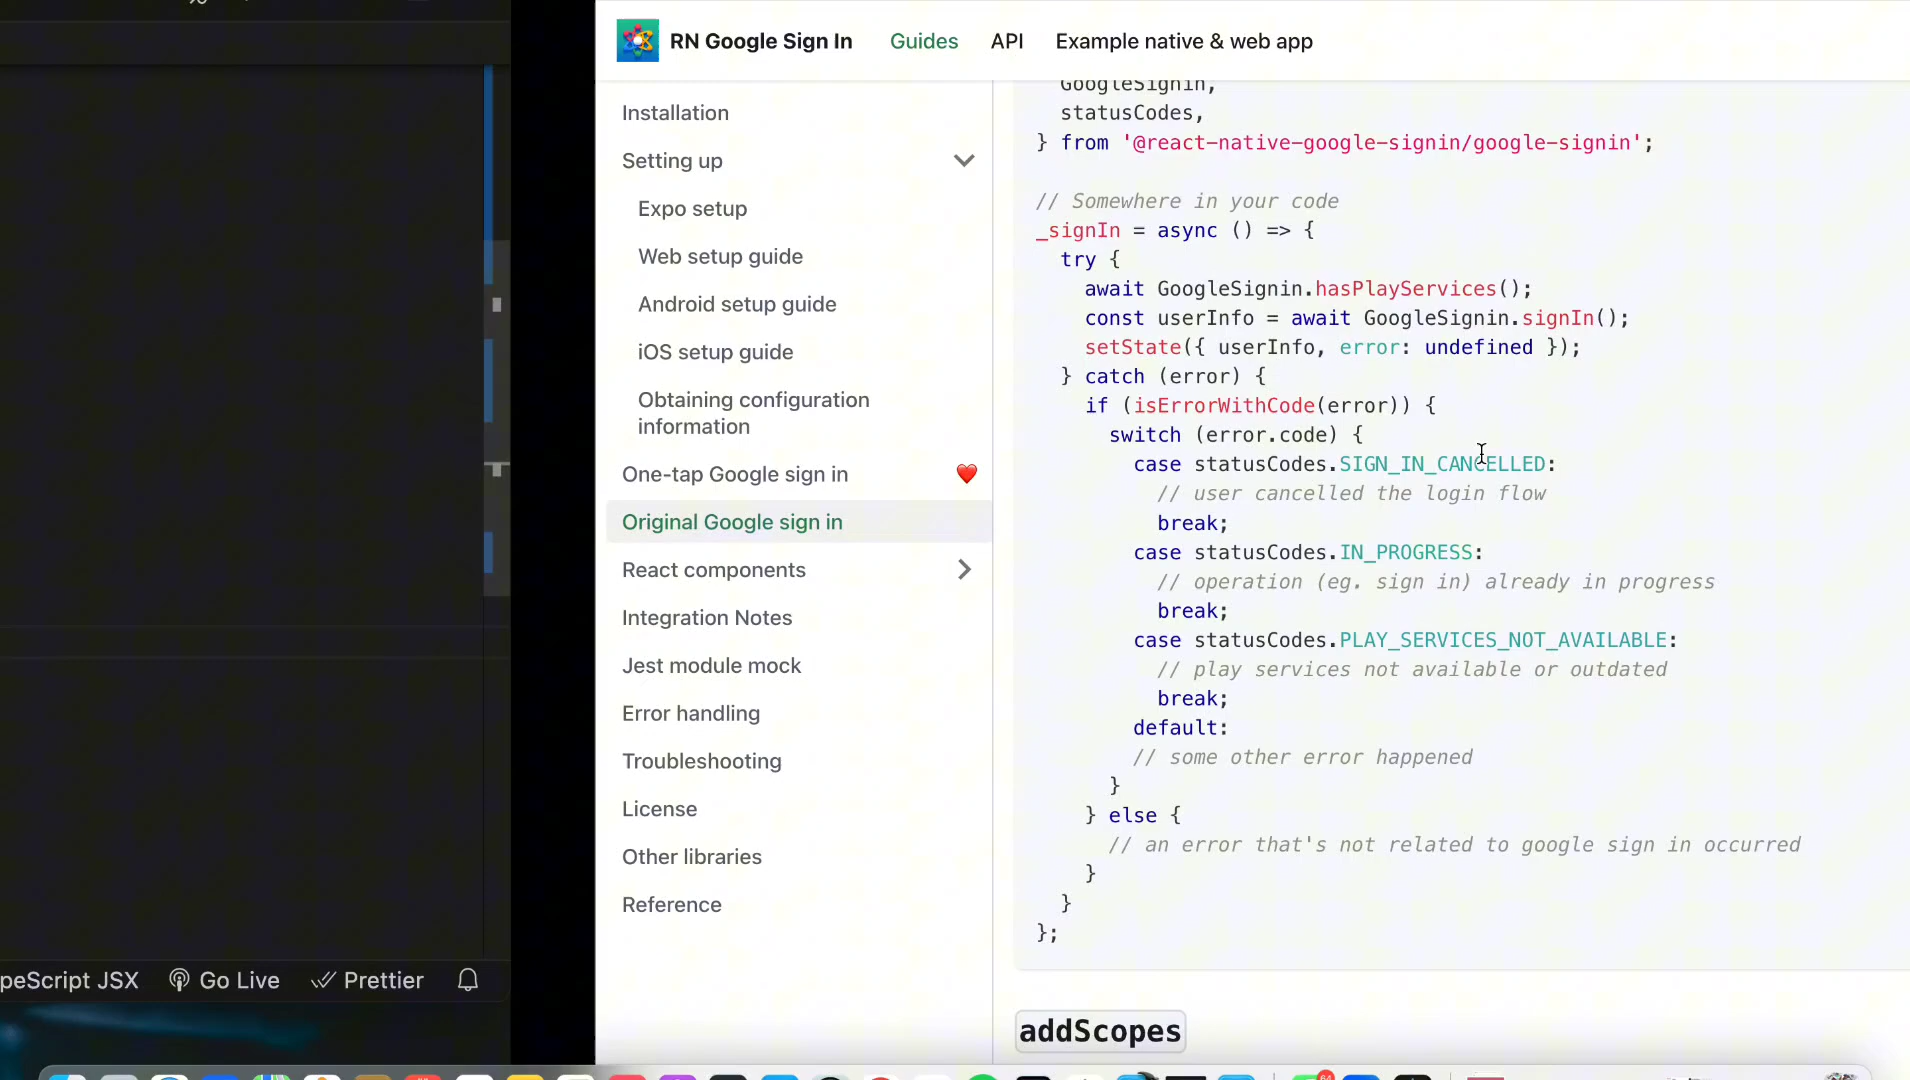 RN Google Sign In
Guides
API
Example native & web app
Installation
Setting up
Expo setup
Web setup guide
Android setup guide
iOS setup guide
Obtaining configuration
information
One-tap Google sign in
Original Google sign in
React components
Integration Notes
Jest module mock
Error handling
Troubleshooting
License
Other libraries
Reference
GoogleSignin,
statusCodes,
} from '@react-native-google-signin/google-signin';
// Somewhere in your code
_signIn = async () => {
try {
await GoogleSignin.hasPlayServices();
const userInfo = await GoogleSignin.signIn();
setState({ userInfo, error: undefined });
} catch (error) {
if (isErrorWithCode(error)) {
switch (error.code) {
case statusCodes.SIGN_IN_CANCELLED:
// user cancelled the login flow
break;
case statusCodes.IN_PROGRESS:
// operation (eg. sign in) already in progress
break;
case statusCodes.PLAY_SERVICES_NOT_AVAILABLE:
// play services not available or outdated
break;
default:
// some other error happened
}
} else {
// an error that's not related to google sign in occurred
}
}
};
addScopes
peScript JSX
Go Live
Prettier
64